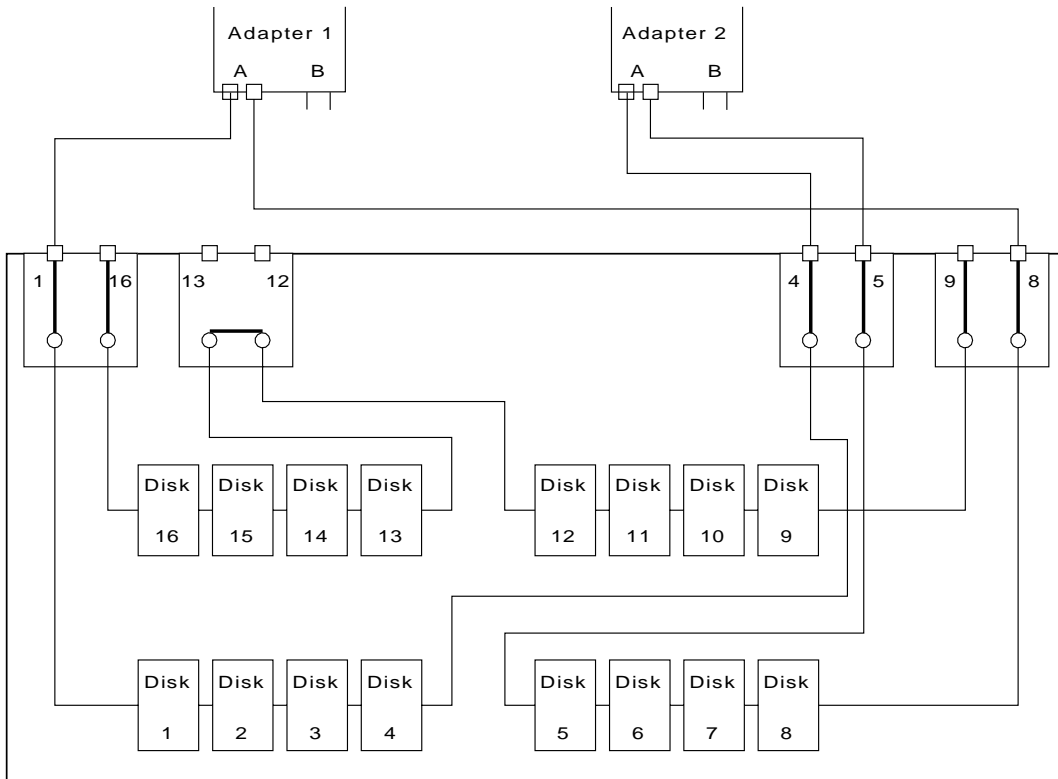 Adapter 1 Adapter 2
A B A B
1 16 13 12 4 5 9 8
Disk Disk Disk Disk Disk Disk Disk Disk
16 15 14 13 12 11 10 9
Disk Disk Disk Disk Disk Disk Disk Disk
1 2 3 4 5 6 7 8